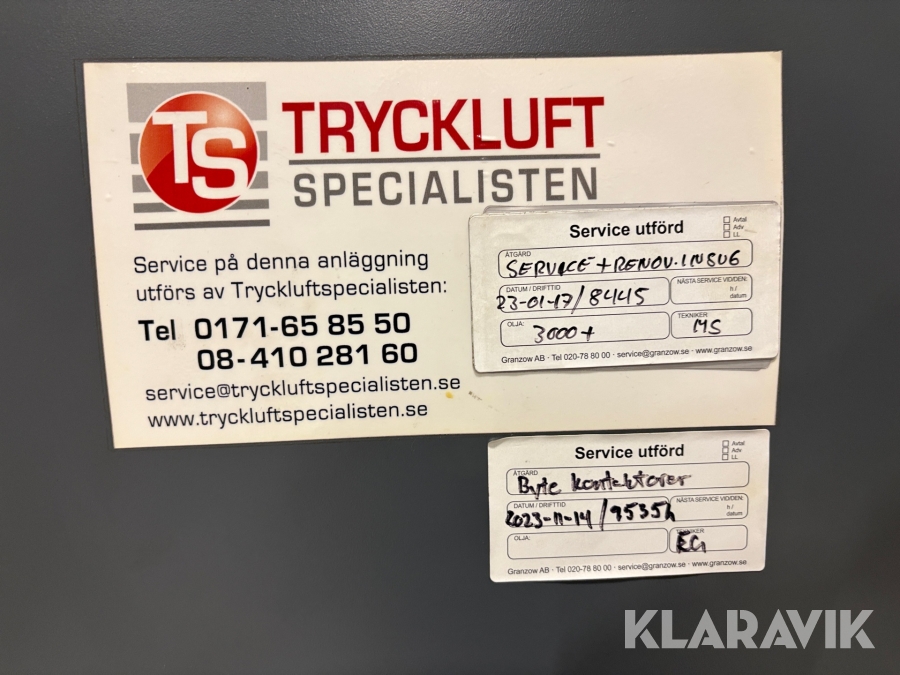 TS
TRYCKLUFT
SPECIALISTEN
Service på denna anläggning
utförs av Tryckluftspecialisten:
Tel 0171-65 85 50
08-410 281 60
service@tryckluftspecialisten.se
www.tryckluftspecialisten.se
Service utförd
Avtal
Adv
LL
ÅTGÄRD
SERVICE + RENOV. INSUG
DATUM / DRIFTTID
23-01-17 / 8445
NÄSTA SERVICE VID/DEN:
h /
datum
OLJA:
3000+
TEKNIKER:
MS
Granzow AB · Tel 020-78 80 00 · service@granzow.se · www.granzow.se
Service utförd
Avtal
Adv
LL
ÅTGÄRD
Byte kontaktorer
DATUM / DRIFTTID
2023-11-14 / 9535h
NÄSTA SERVICE VID/DEN:
h /
datum
OLJA:
TEKNIKER
Granzow AB · Tel 020-78 80 00 · service@granzow.se · www.granzow.se
KLARAVIK